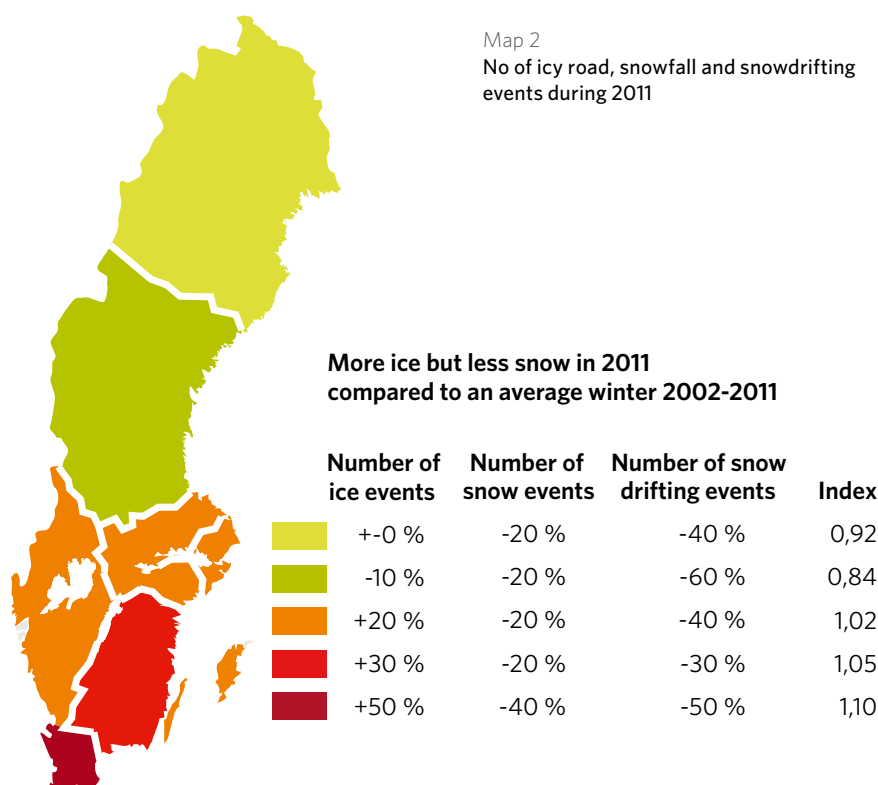 Map 2
No of icy road, snowfall and snowdrifting
events during 2011
More ice but less snow in 2011
compared to an average winter 2002-2011
Number of ice events Number of snow events Number of snow drifting events Index
+-0 % -20 % -40 % 0,92
-10 % -20 % -60 % 0,84
+20 % -20 % -40 % 1,02
+30 % -20 % -30 % 1,05
+50 % -40 % -50 % 1,10